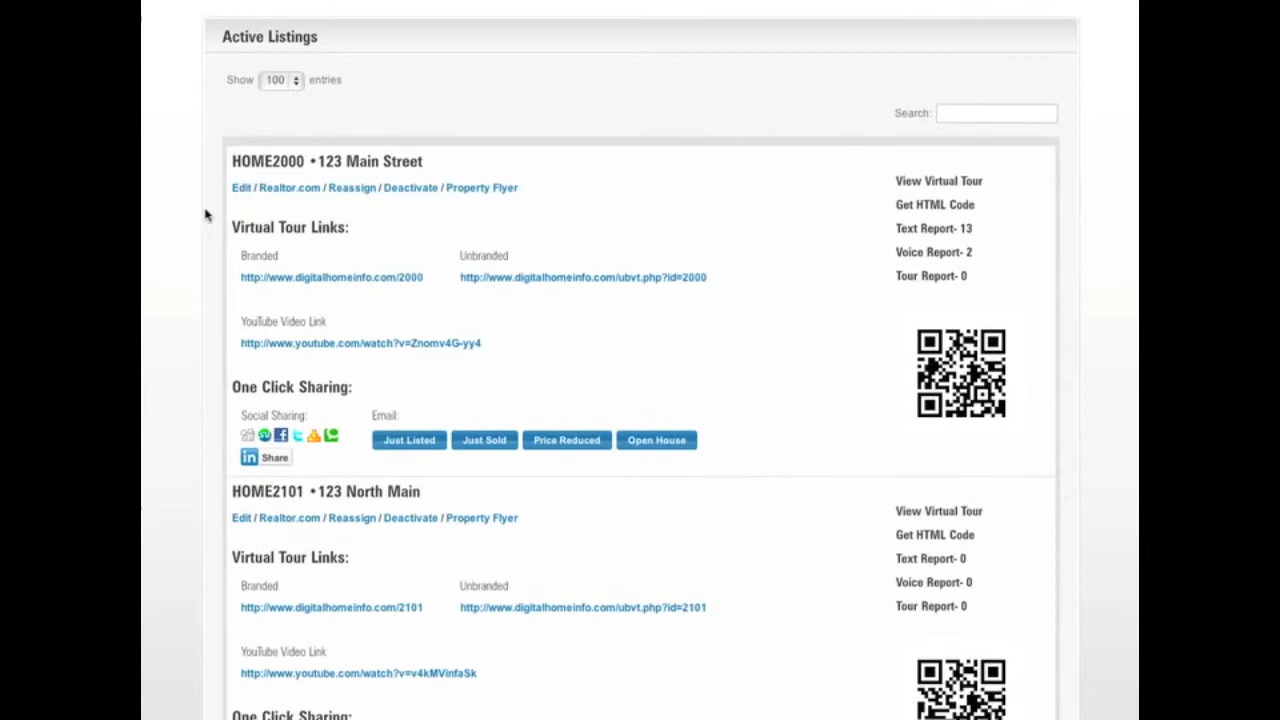 Active Listings
Show 100 entries
Search:
HOME2000 •123 Main Street
Edit / Realtor.com / Reassign / Deactivate / Property Flyer
View Virtual Tour
Get HTML Code
Text Report- 13
Voice Report- 2
Tour Report- 0
Virtual Tour Links:
Branded Unbranded
http://www.digitalhomeinfo.com/2000 http://www.digitalhomeinfo.com/ubvt.php?id=2000
YouTube Video Link
http://www.youtube.com/watch?v=Znomv4G-yy4
One Click Sharing:
Social Sharing: Email:
Just Listed Just Sold Price Reduced Open House
in Share
HOME2101 •123 North Main
Edit / Realtor.com / Reassign / Deactivate / Property Flyer
View Virtual Tour
Get HTML Code
Text Report- 0
Voice Report- 0
Tour Report- 0
Virtual Tour Links:
Branded Unbranded
http://www.digitalhomeinfo.com/2101 http://www.digitalhomeinfo.com/ubvt.php?id=2101
YouTube Video Link
http://www.youtube.com/watch?v=v4kMVinfaSk
One Click Sharing: